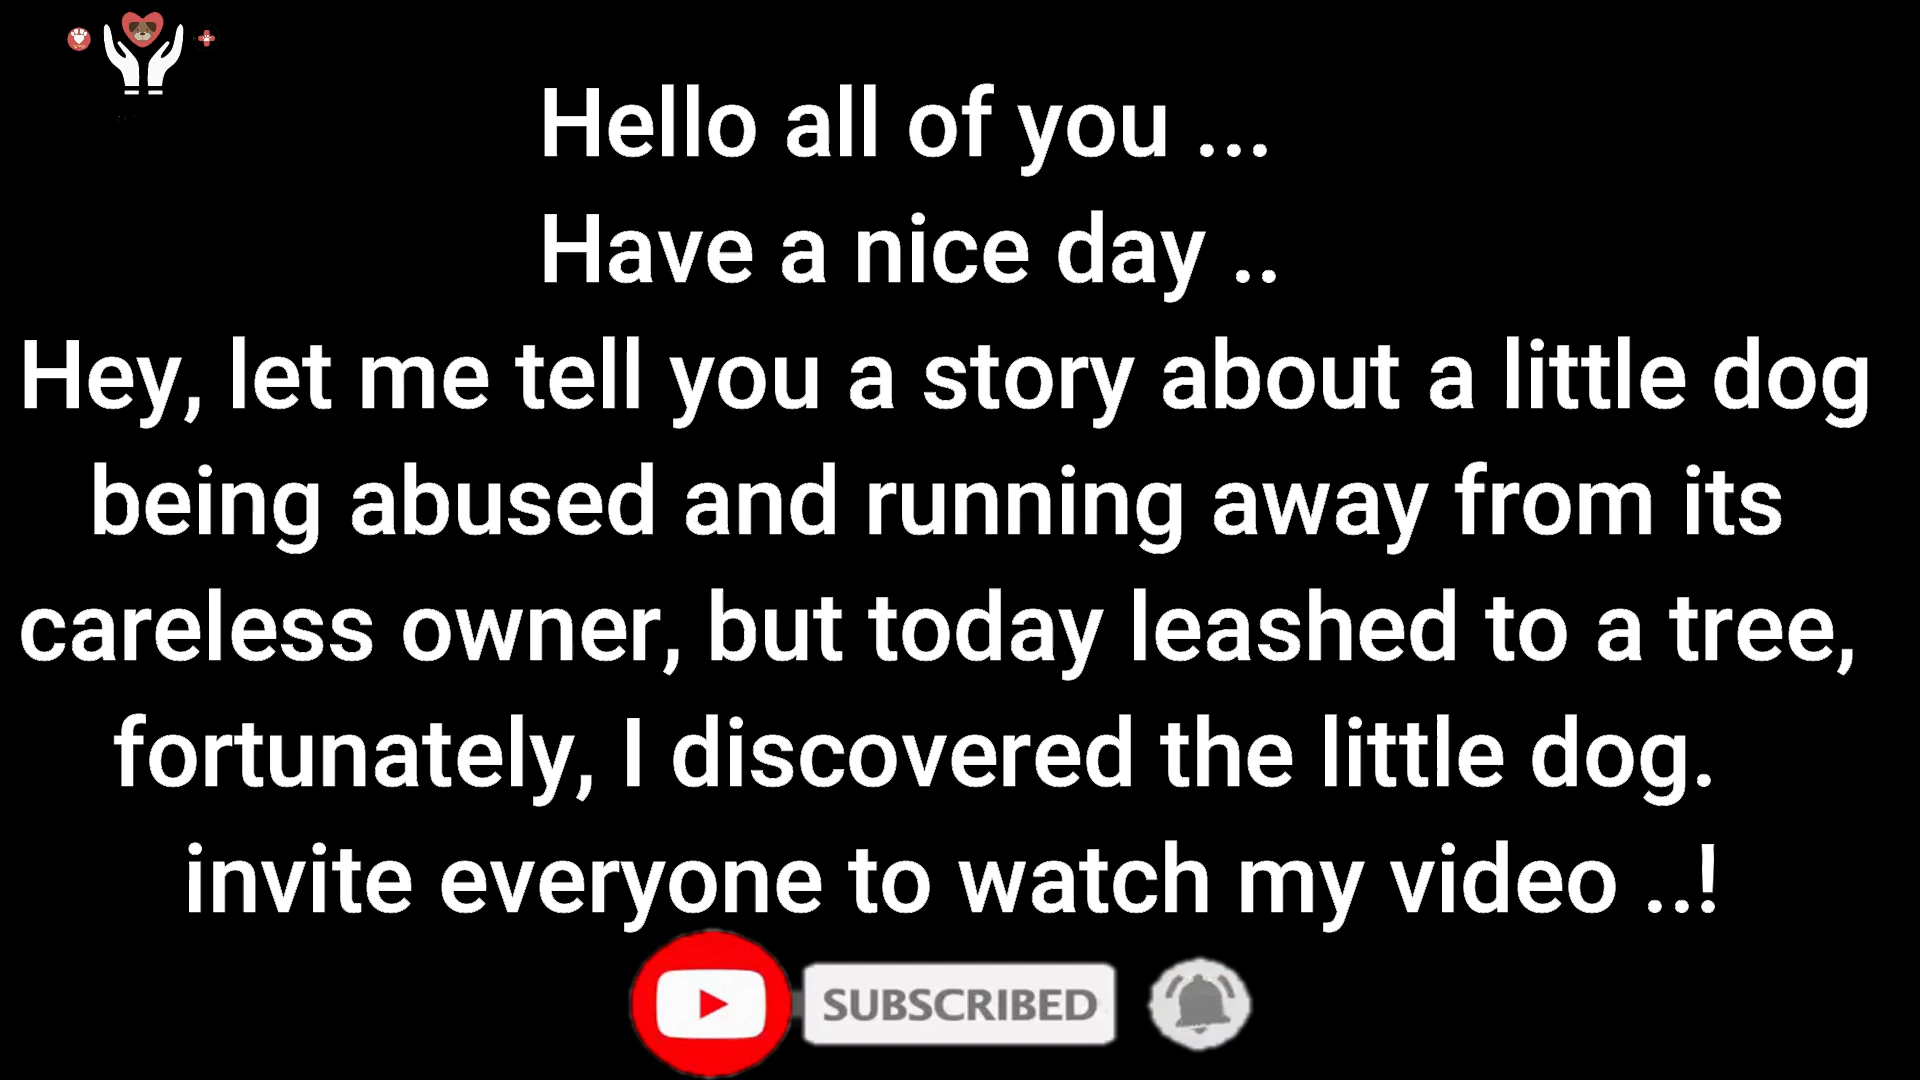 Hello all of you ...
Have a nice day ..
Hey, let me tell you a story about a little dog
being abused and running away from its
careless owner, but today leashed to a tree,
fortunately, I discovered the little dog.
invite everyone to watch my video ..!
SUBSCRIBED